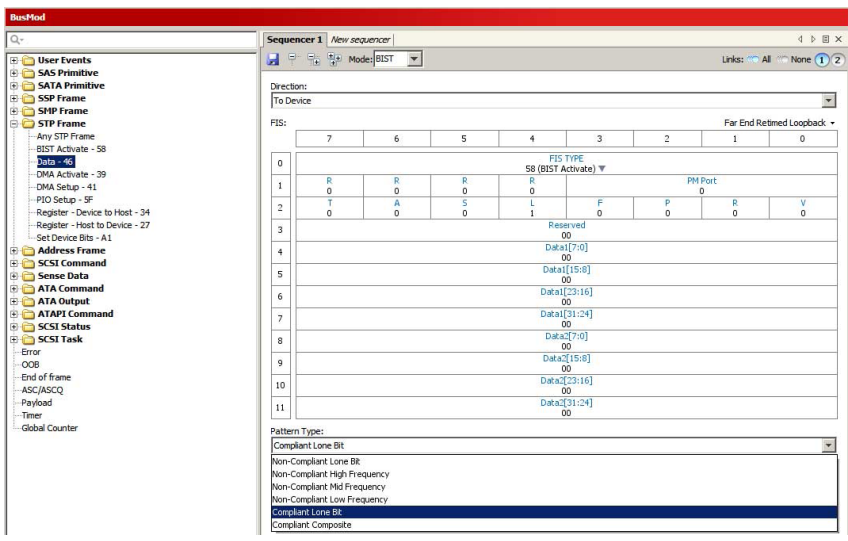 BusMod
User Events
SAS Primitive
SATA Primitive
SSP Frame
SMP Frame
STP Frame
Any STP Frame
BIST Activate - 58
Data - 46
DMA Activate - 39
DMA Setup - 41
PIO Setup - 5F
Register - Device to Host - 34
Register - Host to Device - 27
Set Device Bits - A1
Address Frame
SCSI Command
Sense Data
ATA Command
ATA Output
ATAPI Command
SCSI Status
SCSI Task
Error
OOB
End of frame
ASC/ASCQ
Payload
Timer
Global Counter
Sequencer 1 New sequencer
Mode: BIST Links: All None 1 2
Direction:
To Device
FIS: Far End Retimed Loopback
7 6 5 4 3 2 1 0
0 FIS TYPE
58 (BIST Activate)
1 R R R R PM Port
0 0 0 0 0
2 T A S L F P R V
0 0 0 1 0 0 0 0
3 Reserved
00
4 Data1[7:0]
00
5 Data1[15:8]
00
6 Data1[23:16]
00
7 Data1[31:24]
00
8 Data2[7:0]
00
9 Data2[15:8]
00
10 Data2[23:16]
00
11 Data2[31:24]
00
Pattern Type:
Compliant Lone Bit
Non-Compliant Lone Bit
Non-Compliant High Frequency
Non-Compliant Mid Frequency
Non-Compliant Low Frequency
Compliant Lone Bit
Compliant Composite